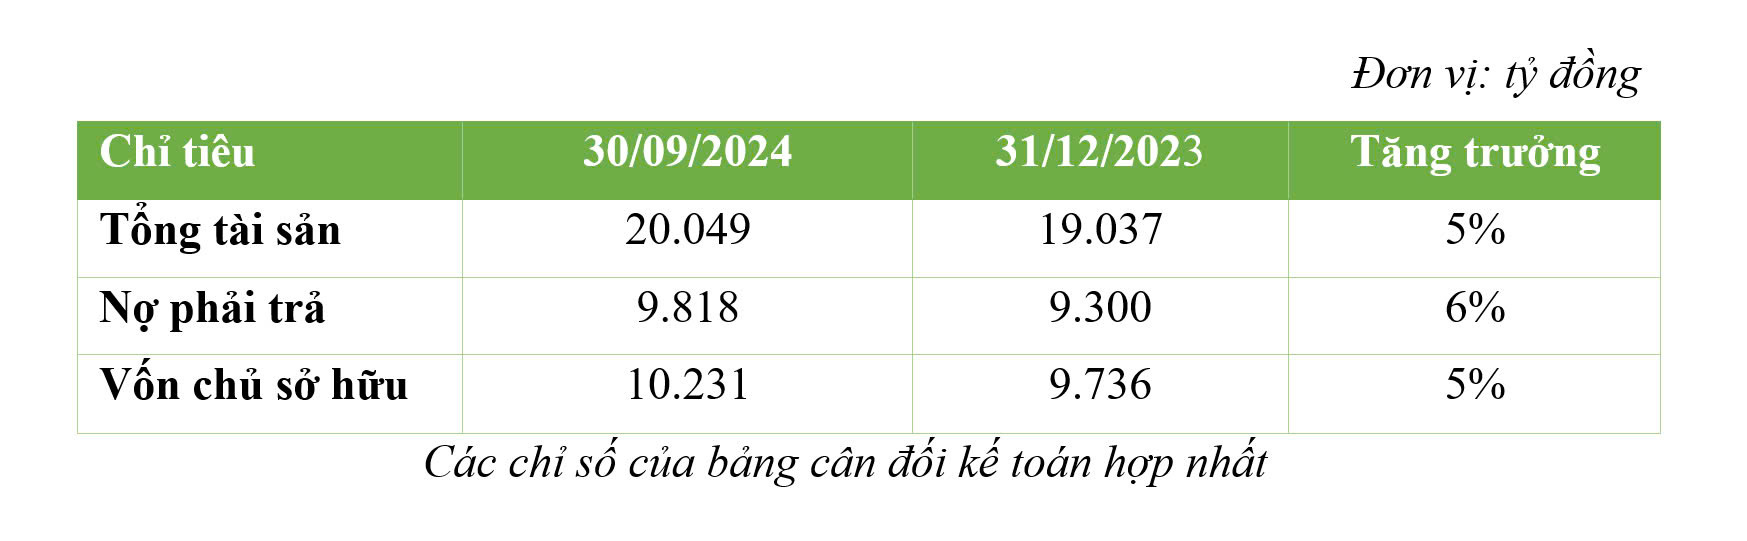 Đơn vị: tỷ đồng
Chỉ tiêu 30/09/2024 31/12/2023 Tăng trưởng
Tổng tài sản 20.049 19.037 5%
Nợ phải trả 9.818 9.300 6%
Vốn chủ sở hữu 10.231 9.736 5%
Các chỉ số của bảng cân đối kế toán hợp nhất